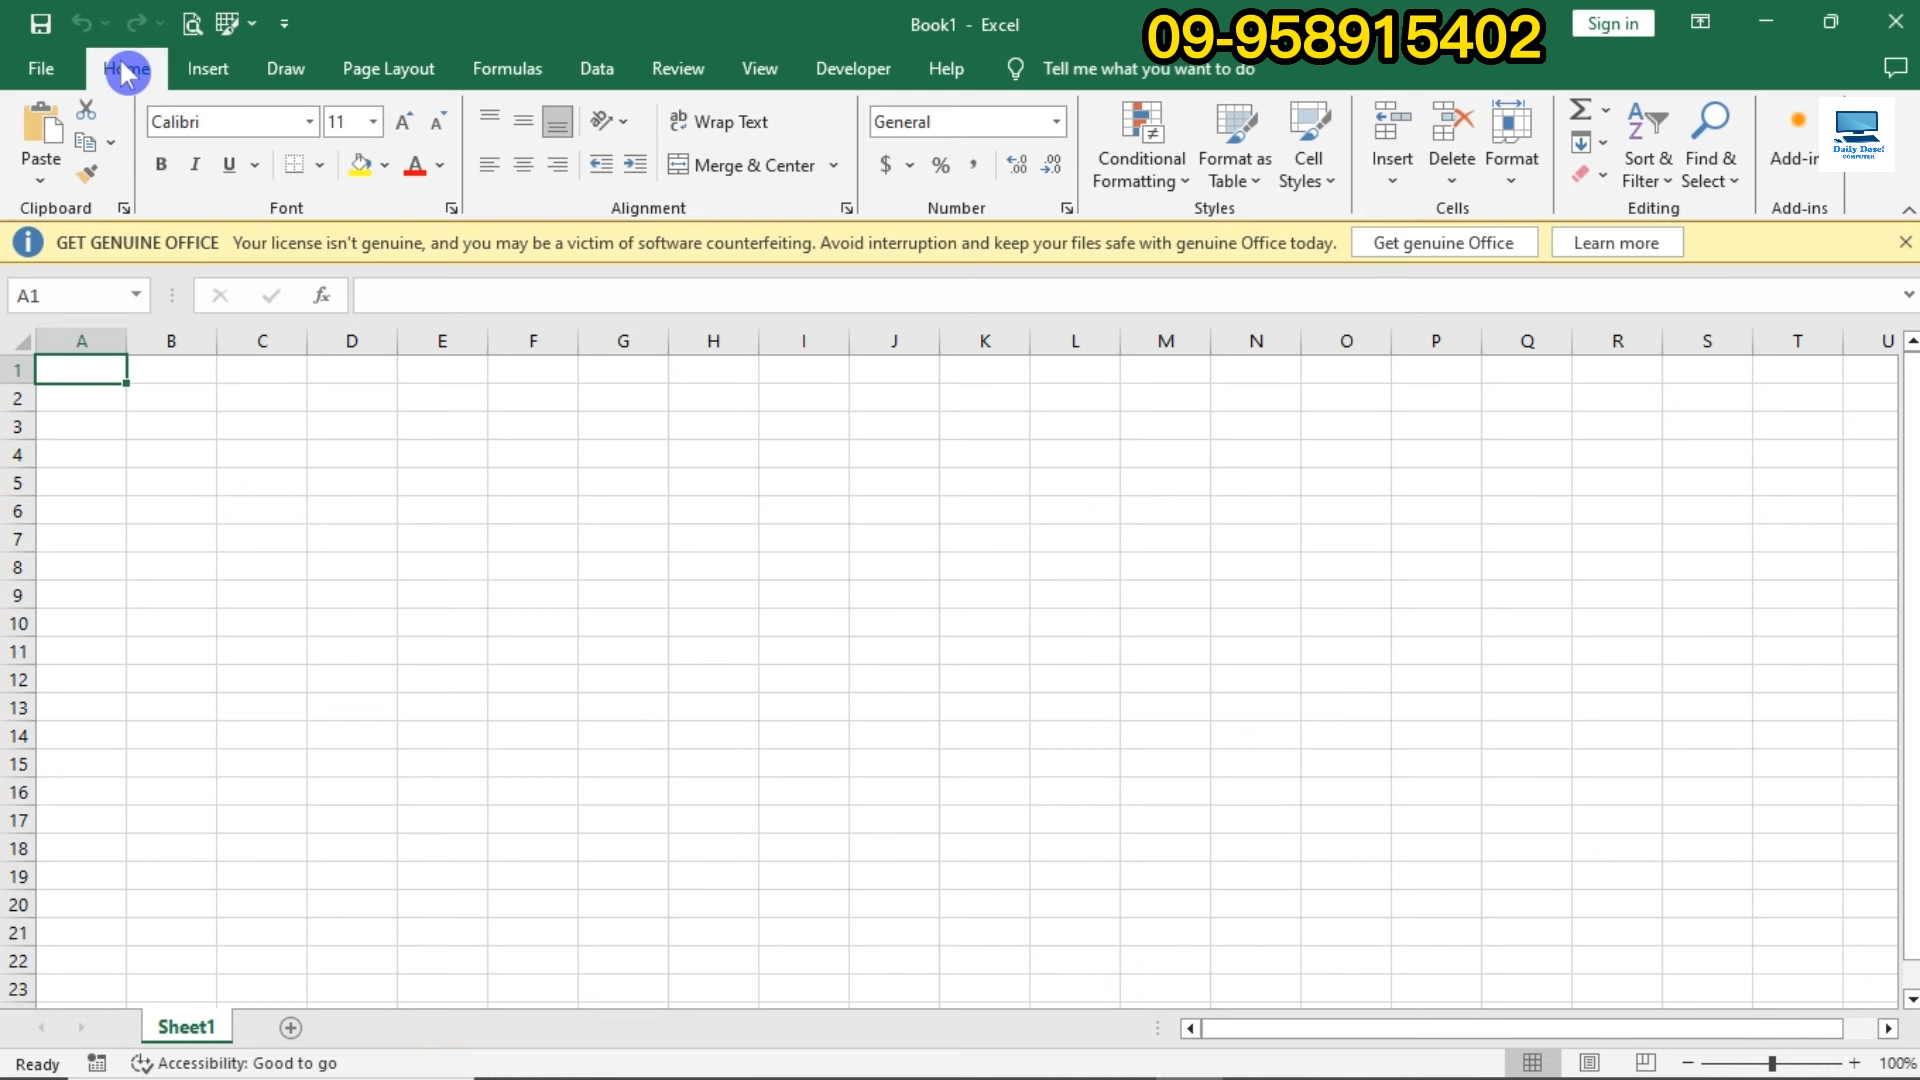 Book1 - Excel
09-958915402
Sign in
File Home Insert Draw Page Layout Formulas Data Review View Developer Help Tell me what you want to do
Calibri 11 Wrap Text General
Paste B I U Merge & Center $ % Conditional Formatting Format as Table Cell Styles Insert Delete Format Sort & Filter Find & Select Add-in
Daily Dose!
COMPUTER
Clipboard Font Alignment Number Styles Cells Editing Add-ins
GET GENUINE OFFICE Your license isn't genuine, and you may be a victim of software counterfeiting. Avoid interruption and keep your files safe with genuine Office today. Get genuine Office Learn more
A1 fx
A B C D E F G H I J K L M N O P Q R S T U
1
2
3
4
5
6
7
8
9
10
11
12
13
14
15
16
17
18
19
20
21
22
23
Sheet1
Ready Accessibility: Good to go 100%